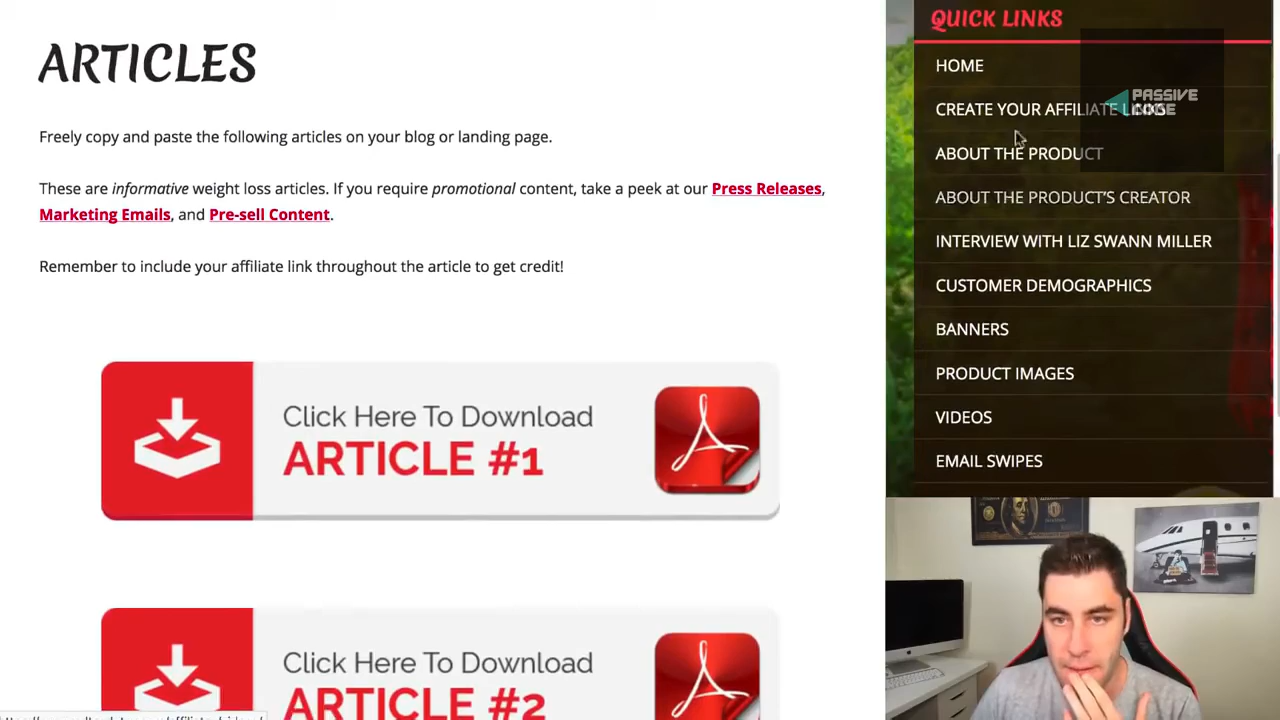 ARTICLES
Freely copy and paste the following articles on your blog or landing page.
These are informative weight loss articles. If you require promotional content, take a peek at our Press Releases,
Marketing Emails, and Pre-sell Content.
Remember to include your affiliate link throughout the article to get credit!
Click Here To Download
ARTICLE #1
Click Here To Download
ARTICLE #2
QUICK LINKS
HOME
CREATE YOUR AFFILIATE LINKS
PASSIVE
ABOUT THE PRODUCT
ABOUT THE PRODUCT'S CREATOR
INTERVIEW WITH LIZ SWANN MILLER
CUSTOMER DEMOGRAPHICS
BANNERS
PRODUCT IMAGES
VIDEOS
EMAIL SWIPES